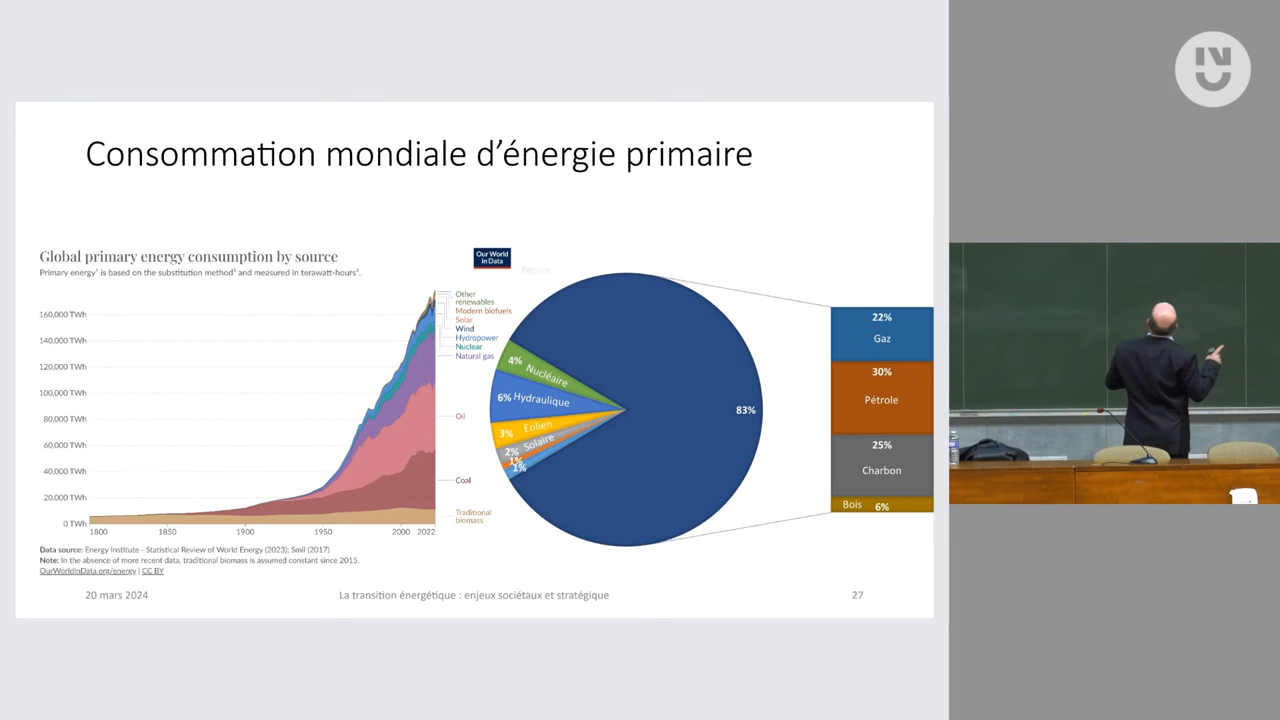 Consommation mondiale d'énergie primaire
Global primary energy consumption by source
Primary energy¹ is based on the substitution method² and measured in terawatt-hours³.
Our World
in Data
160,000 TWh
140,000 TWh
120,000 TWh
100,000 TWh
80,000 TWh
60,000 TWh
40,000 TWh
20,000 TWh
0 TWh
1800
1850
1900
1950
2000
2022
Other
renewables
Modern biofuels
Solar
Wind
Hydropower
Nuclear
Natural gas
Oil
Coal
Traditional
biomass
4% Nucléaire
6% Hydraulique
3% Eolien
2% Solaire
1%
1%
83%
22%
Gaz
30%
Pétrole
25%
Charbon
Bois 6%
Data source: Energy Institute - Statistical Review of World Energy (2023); Smil (2017)
Note: In the absence of more recent data, traditional biomass is assumed constant since 2015.
OurWorldinData.org/energy | CC BY
20 mars 2024
La transition énergétique : enjeux sociétaux et stratégique
27